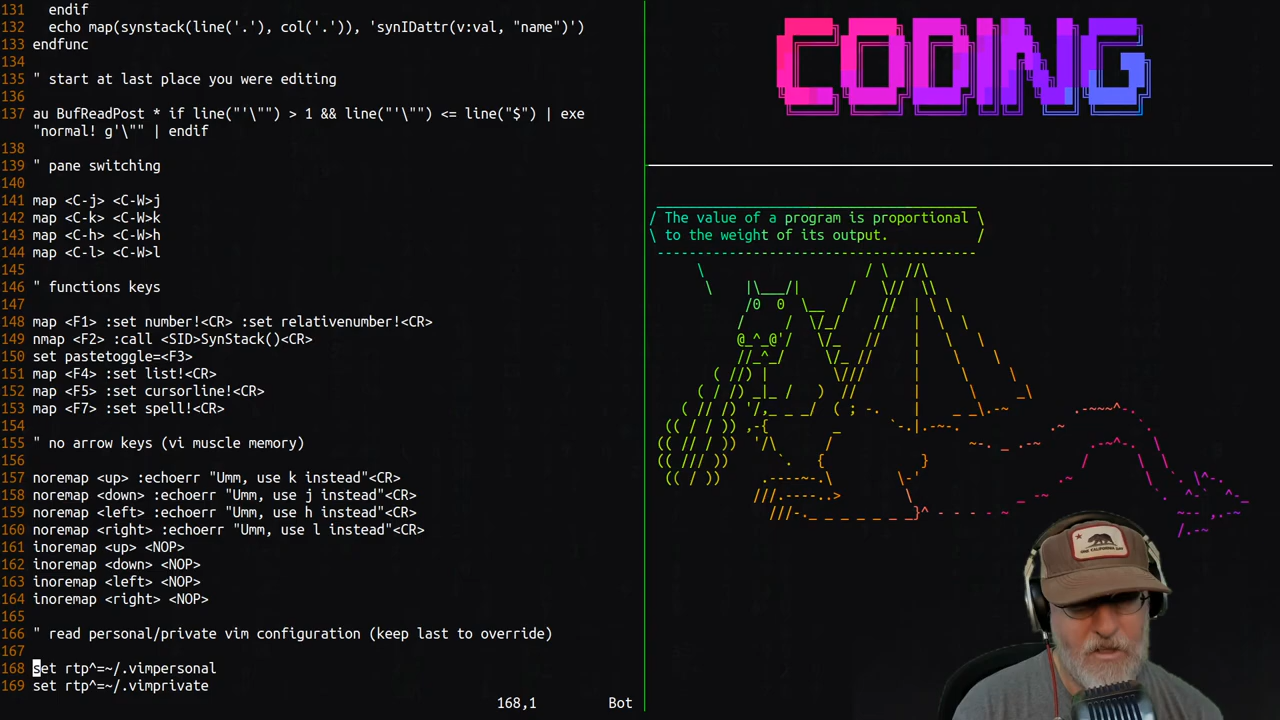 131   endif
132   echo map(synstack(line('.'), col('.')), 'synIDattr(v:val, "name")')
133 endfunc
134
135 " start at last place you were editing
136
137 au BufReadPost * if line("'\"") > 1 && line("'\"") <= line("$") | exe
"normal! g'\"" | endif
138
139 " pane switching
140
141 map <C-j> <C-W>j
142 map <C-k> <C-W>k
143 map <C-h> <C-W>h
144 map <C-l> <C-W>l
145
146 " functions keys
147
148 map <F1> :set number!<CR> :set relativenumber!<CR>
149 nmap <F2> :call <SID>SynStack()<CR>
150 set pastetoggle=<F3>
151 map <F4> :set list!<CR>
152 map <F5> :set cursorline!<CR>
153 map <F7> :set spell!<CR>
154
155 " no arrow keys (vi muscle memory)
156
157 noremap <up> :echoerr "Umm, use k instead"<CR>
158 noremap <down> :echoerr "Umm, use j instead"<CR>
159 noremap <left> :echoerr "Umm, use h instead"<CR>
160 noremap <right> :echoerr "Umm, use l instead"<CR>
161 inoremap <up> <NOP>
162 inoremap <down> <NOP>
163 inoremap <left> <NOP>
164 inoremap <right> <NOP>
165
166 " read personal/private vim configuration (keep last to override)
167
168 set rtp^=~/.vimpersonal
169 set rtp^=~/.vimprivate
168,1 Bot
CODING
/ The value of a program is proportional \
\ to the weight of its output. /